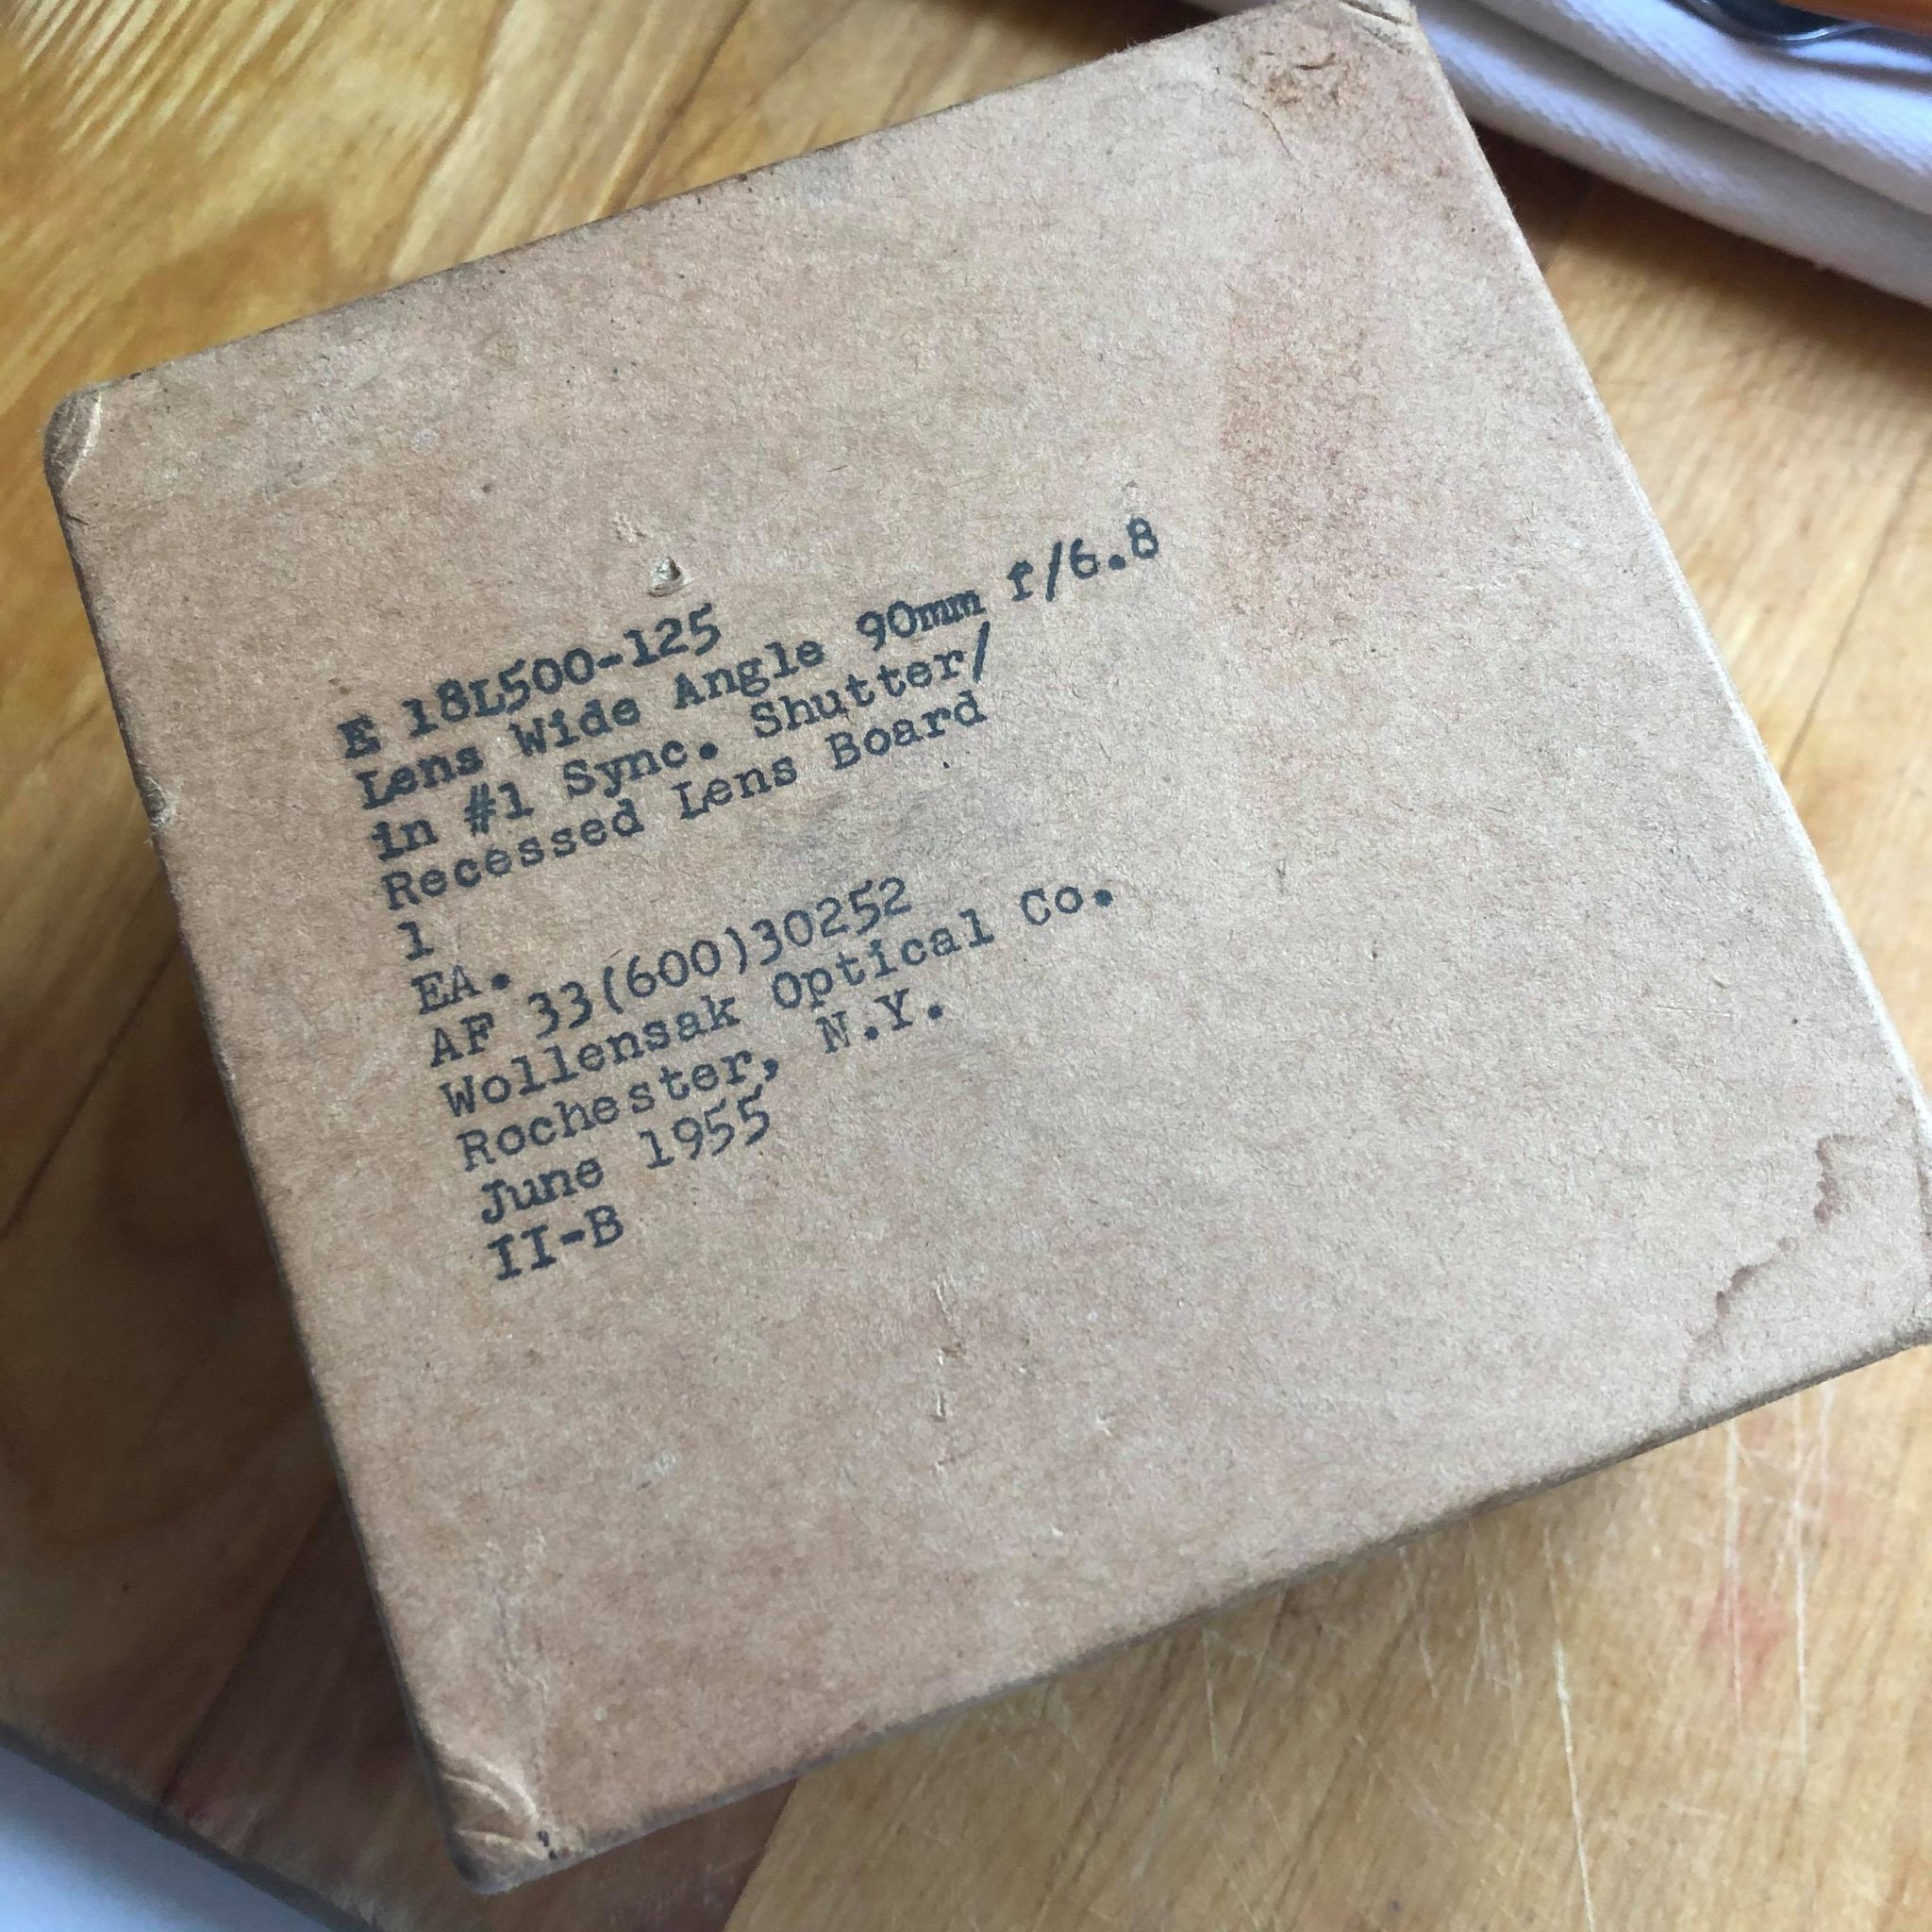 E 18L500-125
Lens Wide Angle 90mm f/6.8
in #1 Sync. Shutter/
Recessed Lens Board
1
EA.
AF 33(600)30252
Wollensak Optical Co.
Rochester, N.Y.
June 1955
II-B